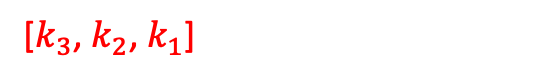 [k₃, k₂, k₁]